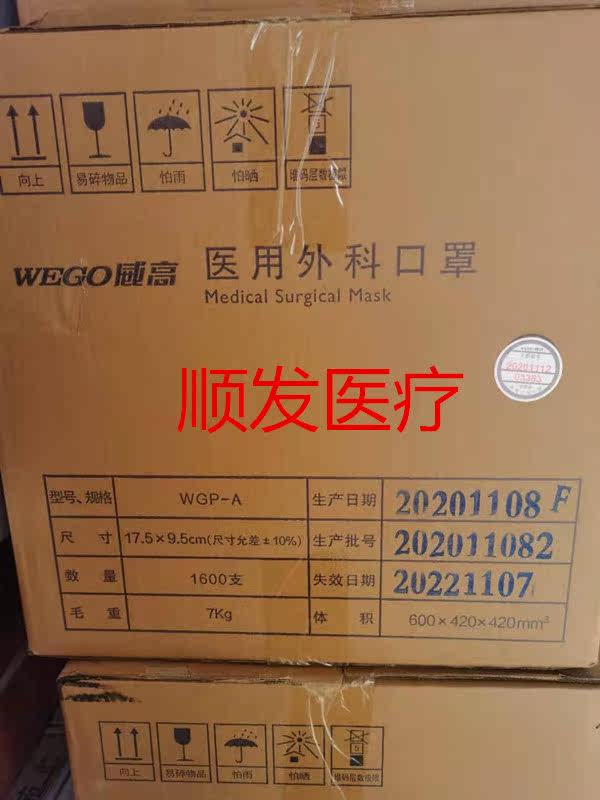 向上 易碎物品 怕雨 怕晒 堆码层数极限
WEGO威高 医用外科口罩
Medical Surgical Mask
20201112
03385
顺发医疗
型号、规格 WGP-A 生产日期 20201108 F
尺寸 17.5×9.5cm(尺寸允差±10%) 生产批号 202011082
数量 1600支 失效日期 20221107
毛重 7Kg 体积 600×420×420mm³
向上 易碎物品 怕雨 怕晒 堆码层数极限